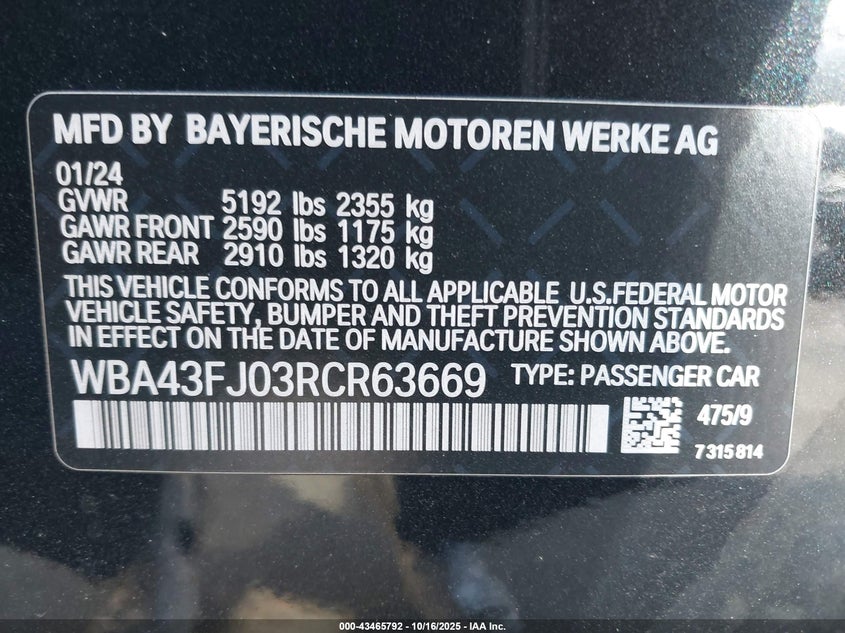 MFD BY BAYERISCHE MOTOREN WERKE AG
01/24
GVWR 5192 lbs 2355 kg
GAWR FRONT 2590 lbs 1175 kg
GAWR REAR 2910 lbs 1320 kg
THIS VEHICLE CONFORMS TO ALL APPLICABLE U.S.FEDERAL MOTOR
VEHICLE SAFETY, BUMPER AND THEFT PREVENTION STANDARDS
IN EFFECT ON THE DATE OF MANUFACTURE SHOWN ABOVE.
WBA43FJ03RCR63669 TYPE: PASSENGER CAR
475/9
7315814
000-43465792 - 10/16/2025 - IAA Inc.